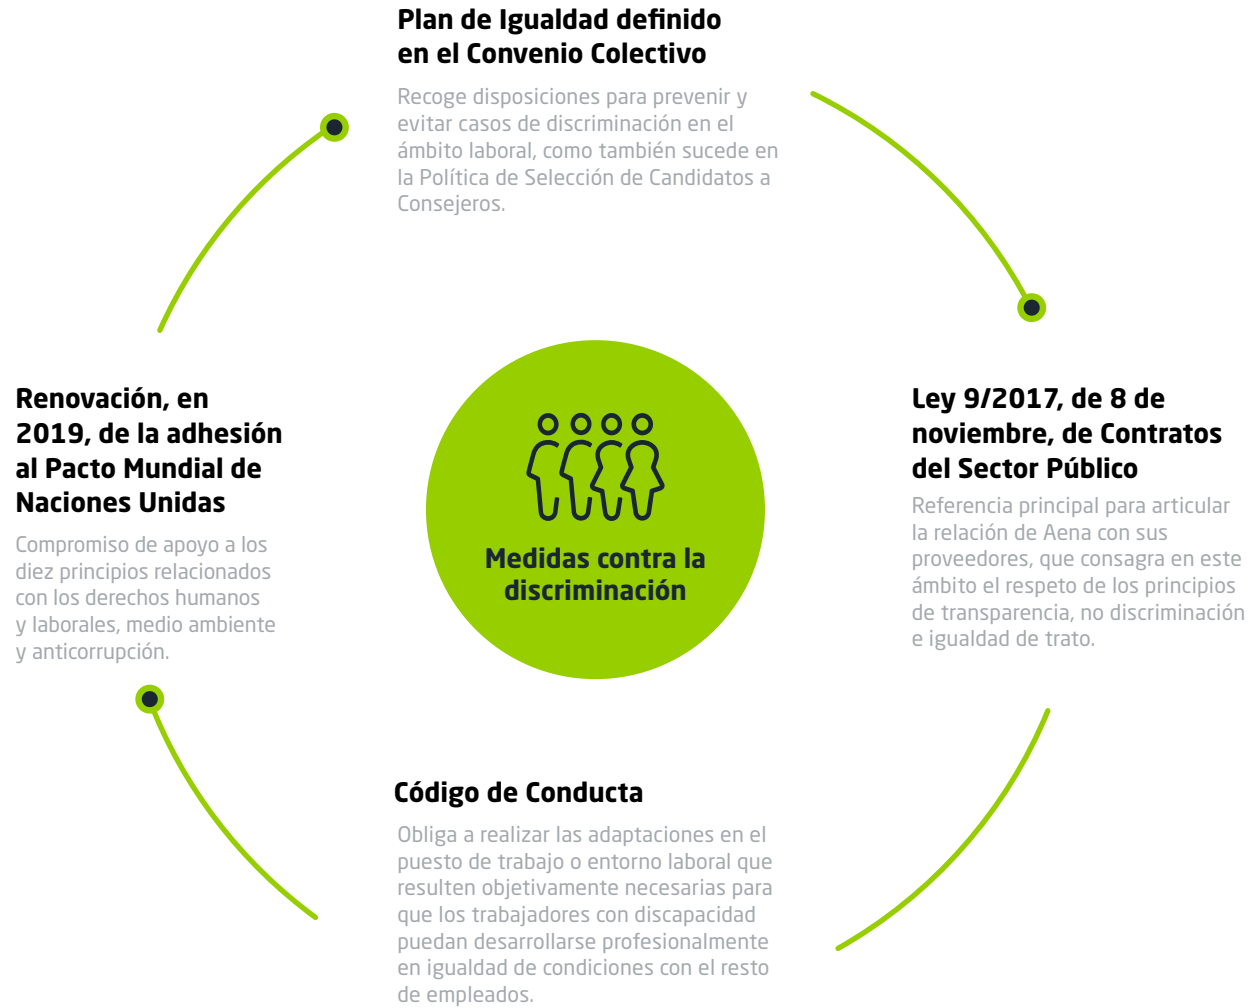 Plan de Igualdad definido
en el Convenio Colectivo
Recoge disposiciones para prevenir y
evitar casos de discriminación en el
ámbito laboral, como también sucede en
la Política de Selección de Candidatos a
Consejeros.
Renovación, en
2019, de la adhesión
al Pacto Mundial de
Naciones Unidas
Compromiso de apoyo a los
diez principios relacionados
con los derechos humanos
y laborales, medio ambiente
y anticorrupción.
Medidas contra la
discriminación
Ley 9/2017, de 8 de
noviembre, de Contratos
del Sector Público
Referencia principal para articular
la relación de Aena con sus
proveedores, que consagra en este
ámbito el respeto de los principios
de transparencia, no discriminación
e igualdad de trato.
Código de Conducta
Obliga a realizar las adaptaciones en el
puesto de trabajo o entorno laboral que
resulten objetivamente necesarias para
que los trabajadores con discapacidad
puedan desarrollarse profesionalmente
en igualdad de condiciones con el resto
de empleados.